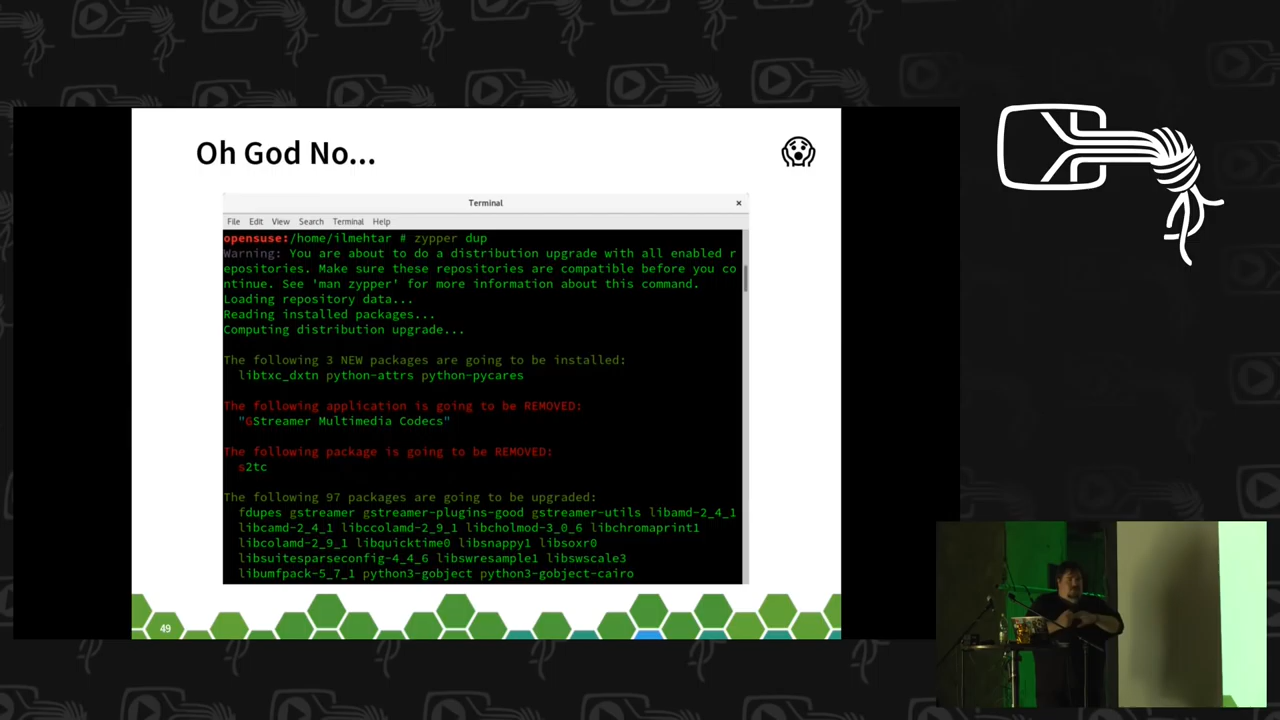 Oh God No...
Terminal
File Edit View Search Terminal Help
opensuse:/home/ilmehtar # zypper dup
Warning: You are about to do a distribution upgrade with all enabled r
epositories. Make sure these repositories are compatible before you co
ntinue. See 'man zypper' for more information about this command.
Loading repository data...
Reading installed packages...
Computing distribution upgrade...
The following 3 NEW packages are going to be installed:
libtxc_dxtn python-attrs python-pycares
The following application is going to be REMOVED:
"GStreamer Multimedia Codecs"
The following package is going to be REMOVED:
s2tc
The following 97 packages are going to be upgraded:
fdupes gstreamer gstreamer-plugins-good gstreamer-utils libamd-2_4_1
libcamd-2_4_1 libccolamd-2_9_1 libcholmod-3_0_6 libchromaprint1
libcolamd-2_9_1 libquicktime0 libsnappy1 libsoxr0
libsuitesparseconfig-4_4_6 libswresample1 libswscale3
libumfpack-5_7_1 python3-gobject python3-gobject-cairo
49